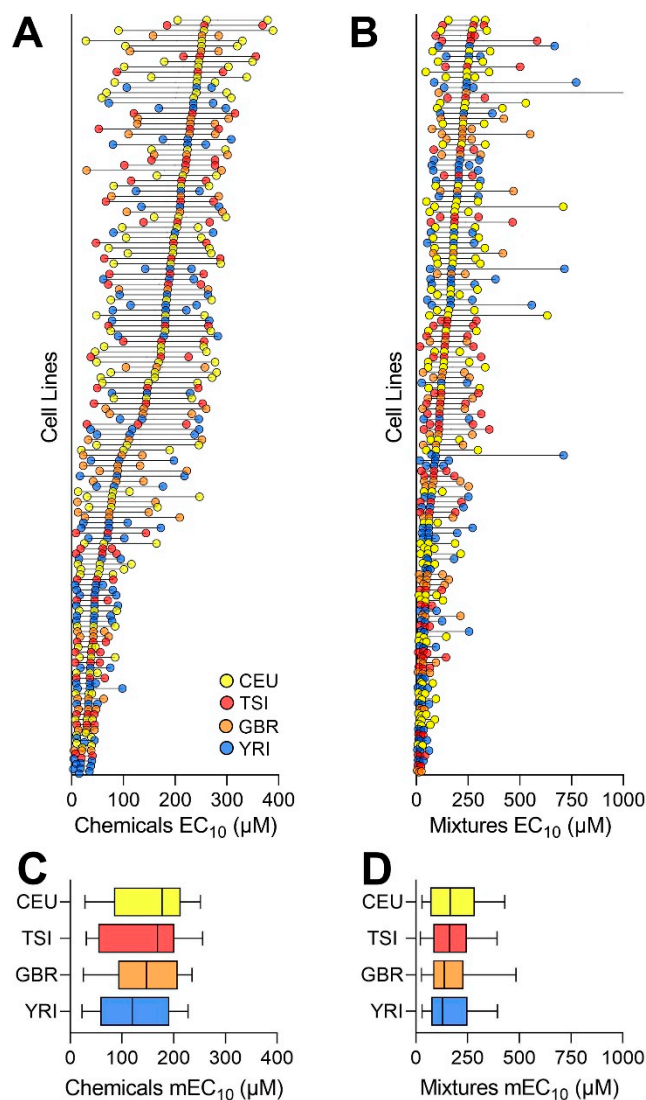 A
B
Cell Lines
Cell Lines
CEU
TSI
GBR
YRI
0 100 200 300 400
0 250 500 750 1000
Chemicals EC₁₀ (µM)
Mixtures EC₁₀ (µM)
C
D
CEU
TSI
GBR
YRI
CEU
TSI
GBR
YRI
0 100 200 300 400
0 250 500 750 1000
Chemicals mEC₁₀ (µM)
Mixtures mEC₁₀ (µM)